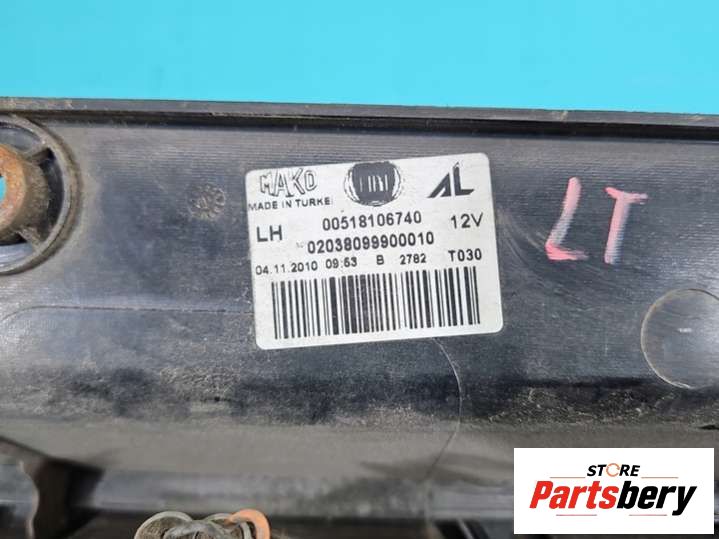 MAKO FIAT AL
MADE IN TURKEY
LH 00518106740 12V
02038099900010
04.11.2010 09:53 B 2782 T030
LT
STORE
Partsbery